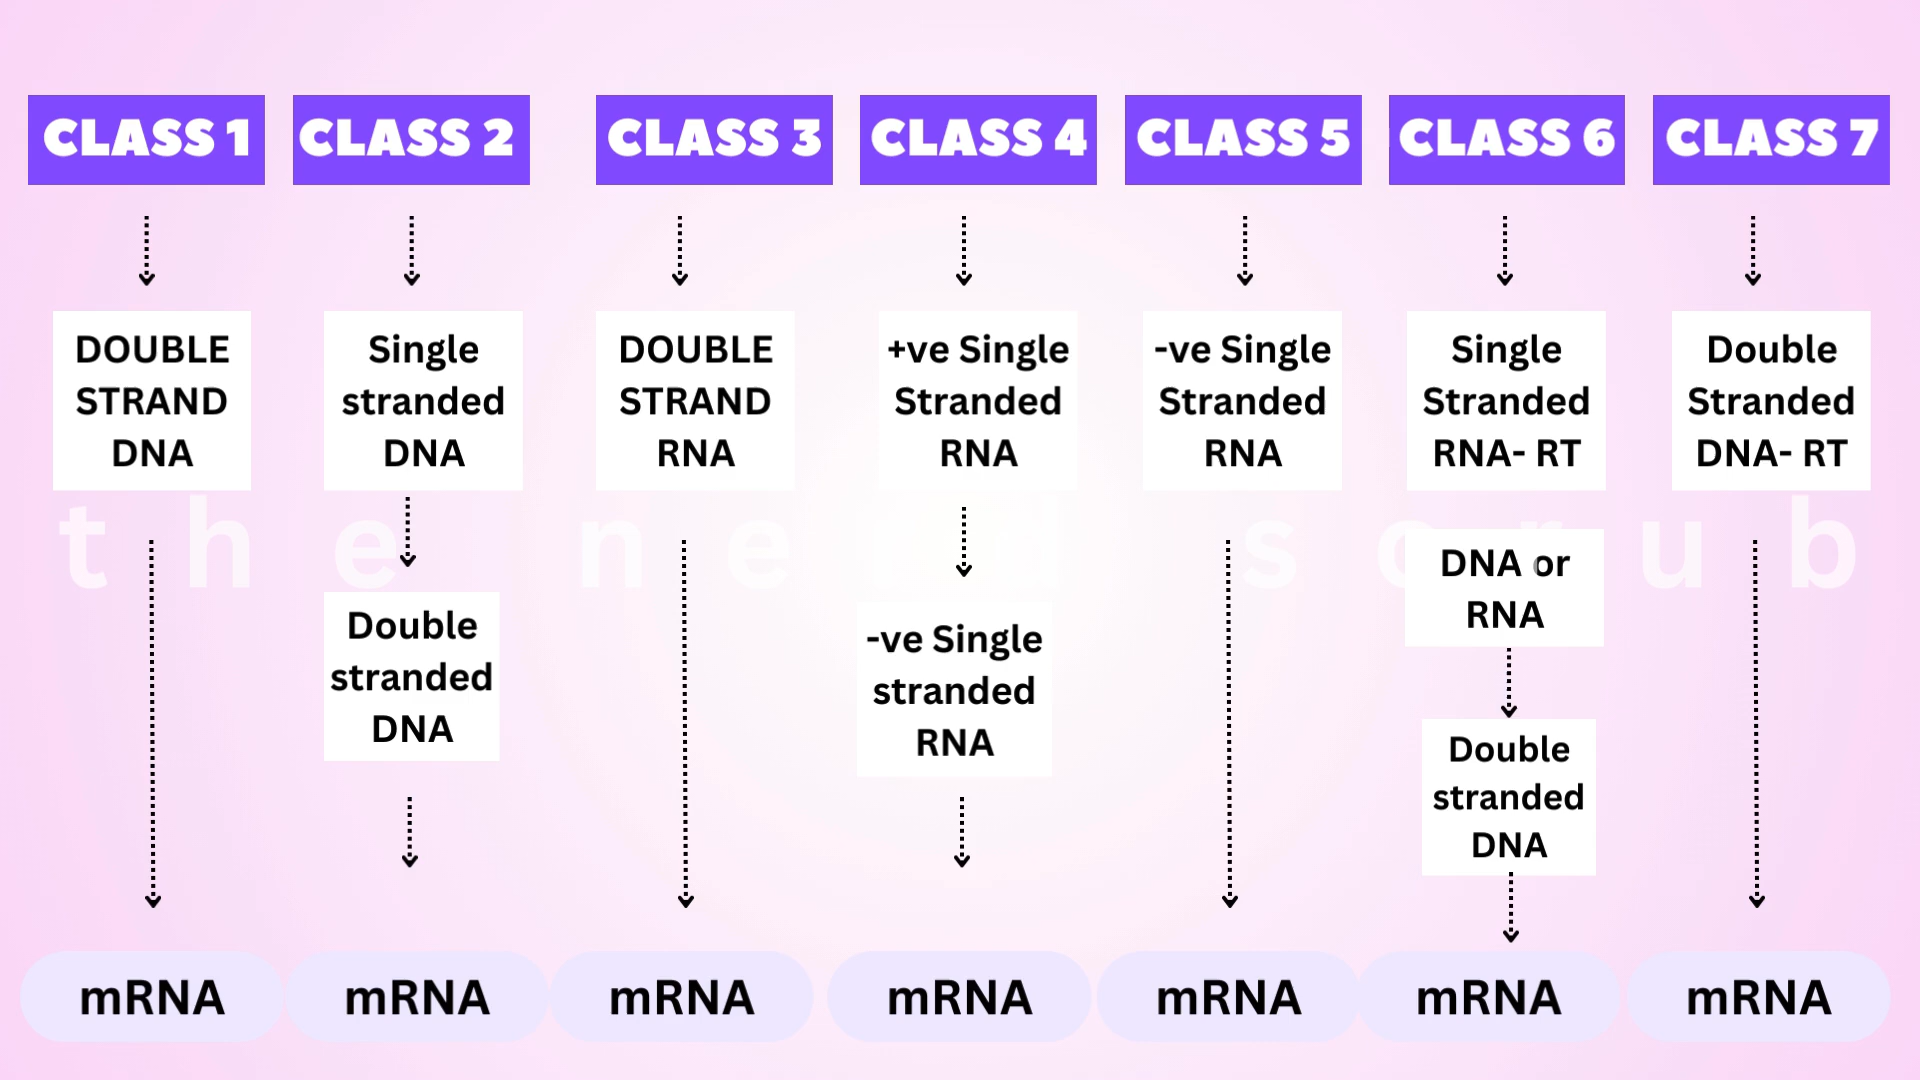 CLASS 1
CLASS 2
CLASS 3
CLASS 4
CLASS 5
CLASS 6
CLASS 7
DOUBLE
STRAND
DNA
Single
stranded
DNA
DOUBLE
STRAND
RNA
+ve Single
Stranded
RNA
-ve Single
Stranded
RNA
Single
Stranded
RNA- RT
Double
Stranded
DNA- RT
the ne scrub
DNA or
RNA
Double
stranded
DNA
-ve Single
stranded
RNA
Double
stranded
DNA
mRNA
mRNA
mRNA
mRNA
mRNA
mRNA
mRNA